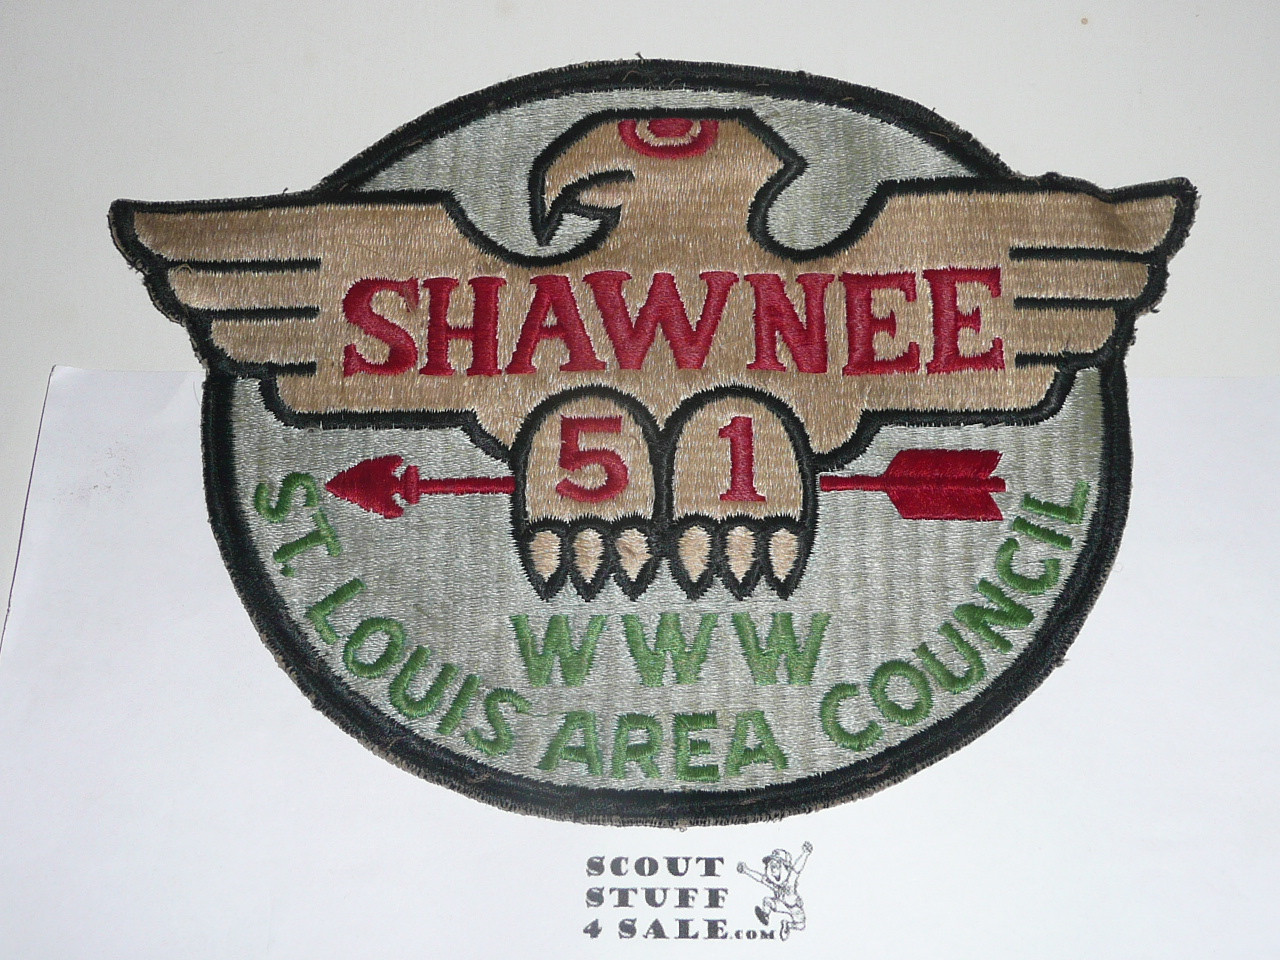 SHAWNEE
51
WWW
ST. LOUIS AREA COUNCIL
SCOUT
STUFF
4 SALE.COM